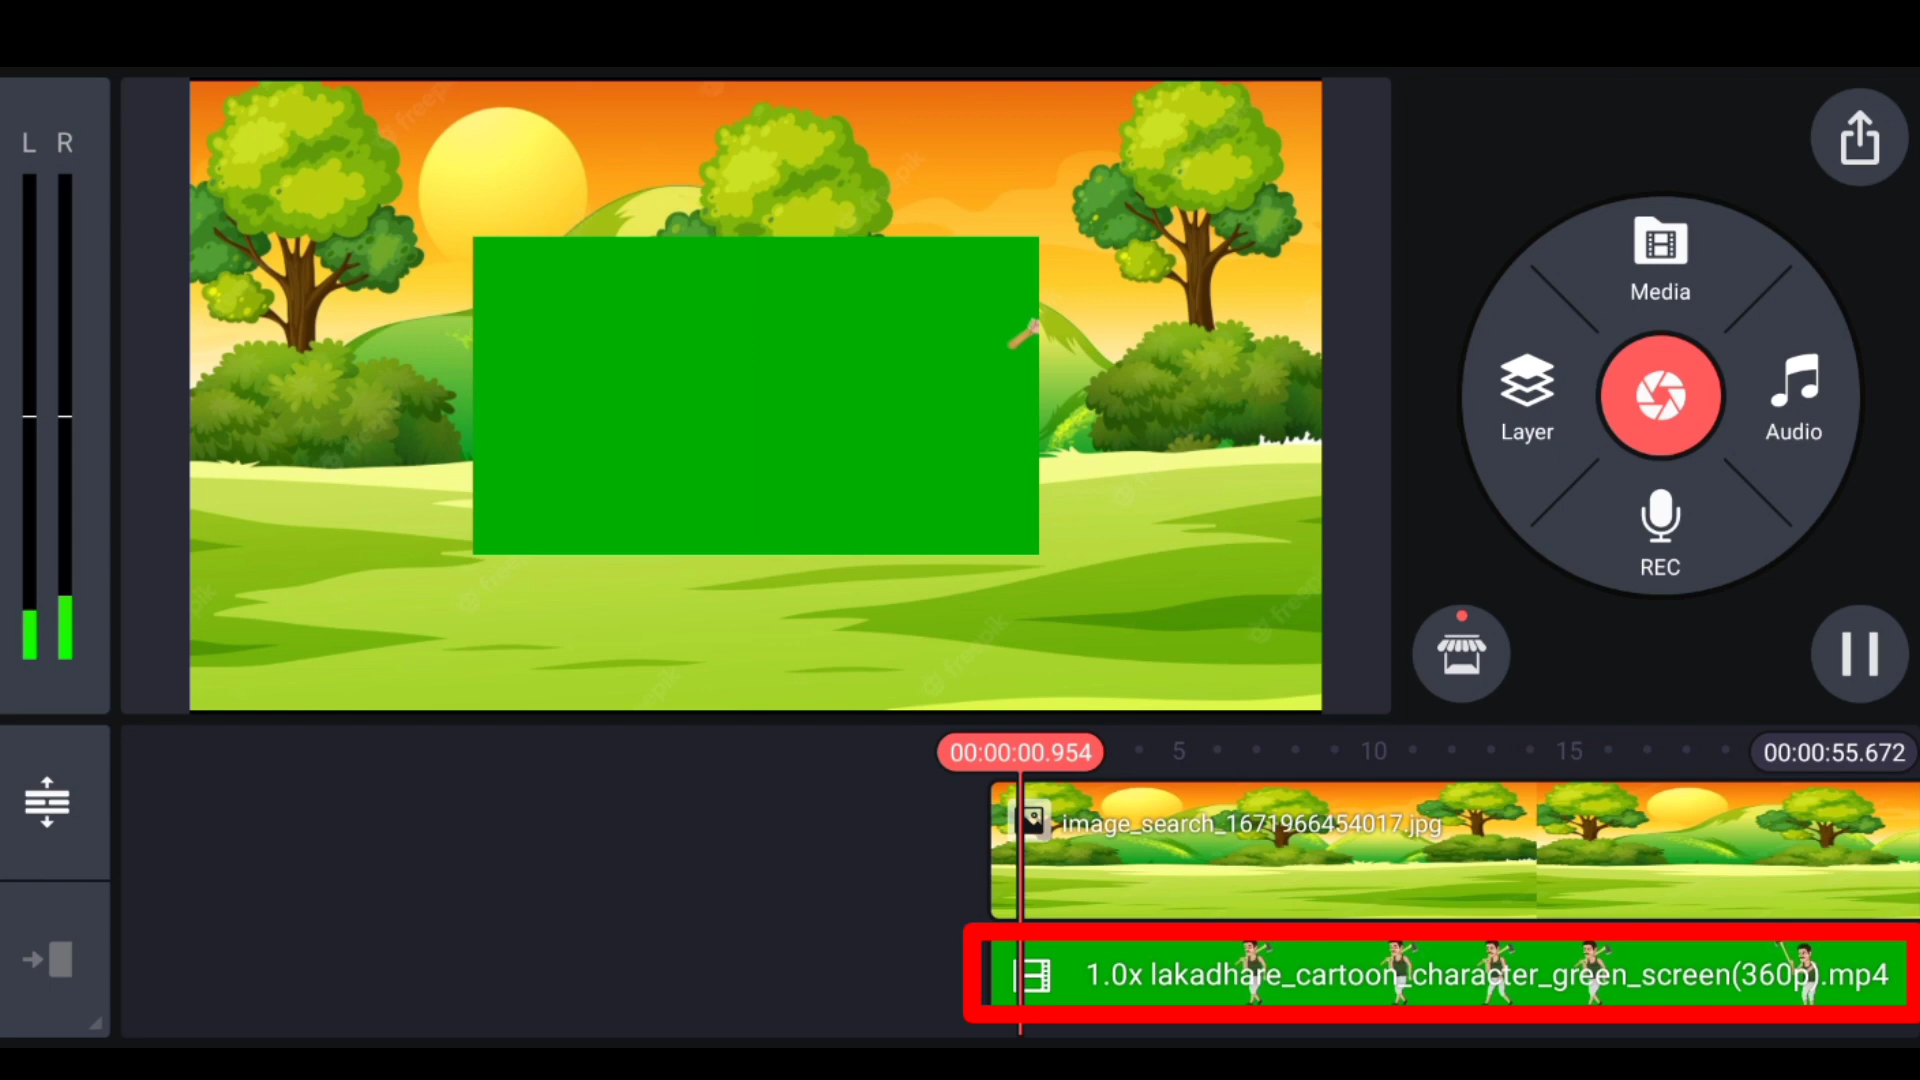 L R
Media
Layer
Audio
REC
00:00:00.954 5 10 15 00:00:55.672
image_search_1671966454017.jpg
1.0x lakadhare_cartoon_character_green_screen(360p).mp4
freepik